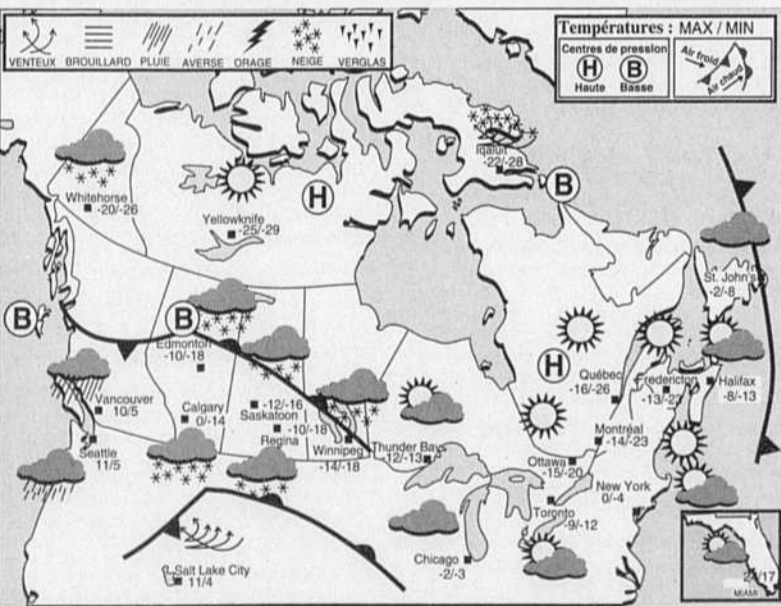 VENTEUX BROUILLARD PLUIE AVERSE ORAGE NEIGE VERGLAS
Températures : MAX / MIN
Centres de pression
H B
Haute Basse
Air froid
Air chaud
Iqaluit
-22/-28
B
Whitehorse
-20/-26
H
Yellowknife
-25/-29
St. John's
-2/-8
B
B
Edmonton
-10/-18
H
Québec
-16/-26
Fredericton
-13/-23
Halifax
-8/-13
Vancouver
10/5
Calgary
0/-14
-12/-16
Saskatoon
-10/-18
Regina
Winnipeg
-14/-18
Thunder Bay
-12/-13
Montréal
-14/-23
Seattle
11/5
Ottawa
-15/-20
New York
0/-4
Toronto
-9/-12
Chicago
-2/-3
Salt Lake City
11/4
/17
MIAMI